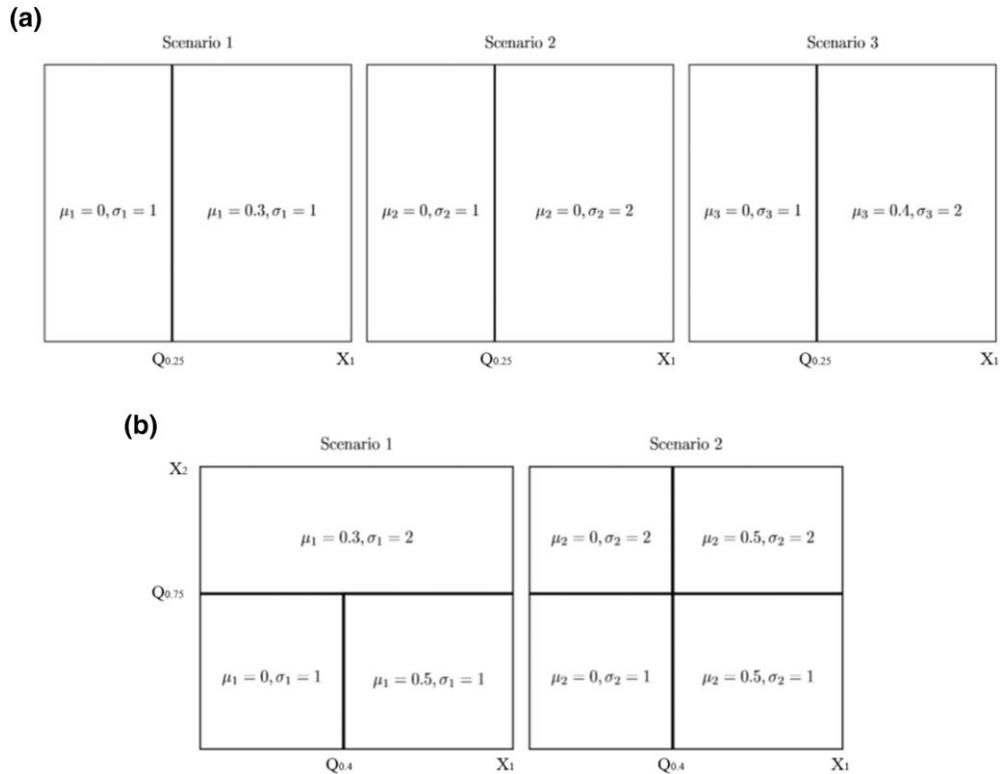 (a)
Scenario 1 Scenario 2 Scenario 3
μ₁ = 0, σ₁ = 1 μ₁ = 0.3, σ₁ = 1 μ₂ = 0, σ₂ = 1 μ₂ = 0, σ₂ = 2 μ₃ = 0, σ₃ = 1 μ₃ = 0.4, σ₃ = 2
Q₀.₂₅ X₁ Q₀.₂₅ X₁ Q₀.₂₅ X₁
(b)
Scenario 1 Scenario 2
X₂
μ₁ = 0.3, σ₁ = 2 μ₂ = 0, σ₂ = 2 μ₂ = 0.5, σ₂ = 2
Q₀.₇₅
μ₁ = 0, σ₁ = 1 μ₁ = 0.5, σ₁ = 1 μ₂ = 0, σ₂ = 1 μ₂ = 0.5, σ₂ = 1
Q₀.₄ X₁ Q₀.₄ X₁